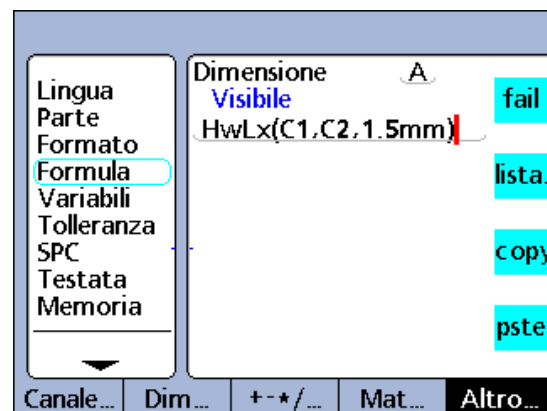 Lingua
Parte
Formato
Formula
Variabili
Tolleranza
SPC
Testata
Memoria
Dimensione A
Visibile
HwLx(C1,C2,1.5mm)
fail
lista.
copy
pste
Canale... Dim... +-*/... Mat... Altro...